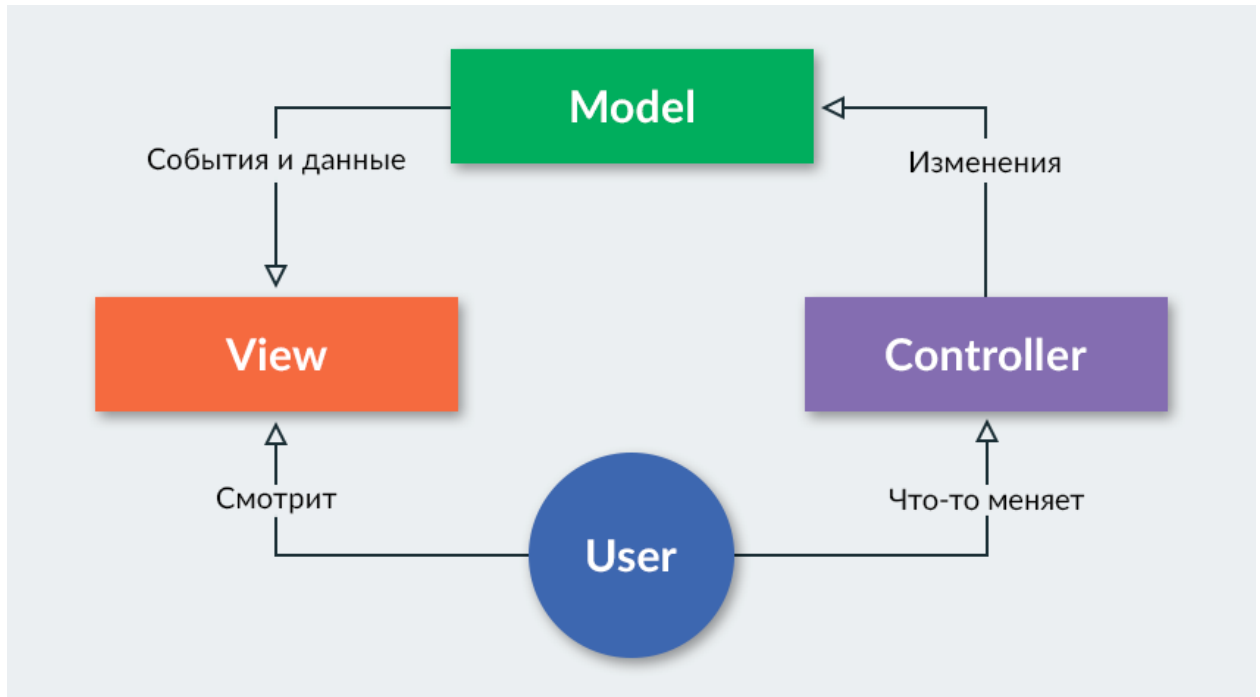 Model
События и данные
Изменения
View
Controller
Смотрит
Что-то меняет
User